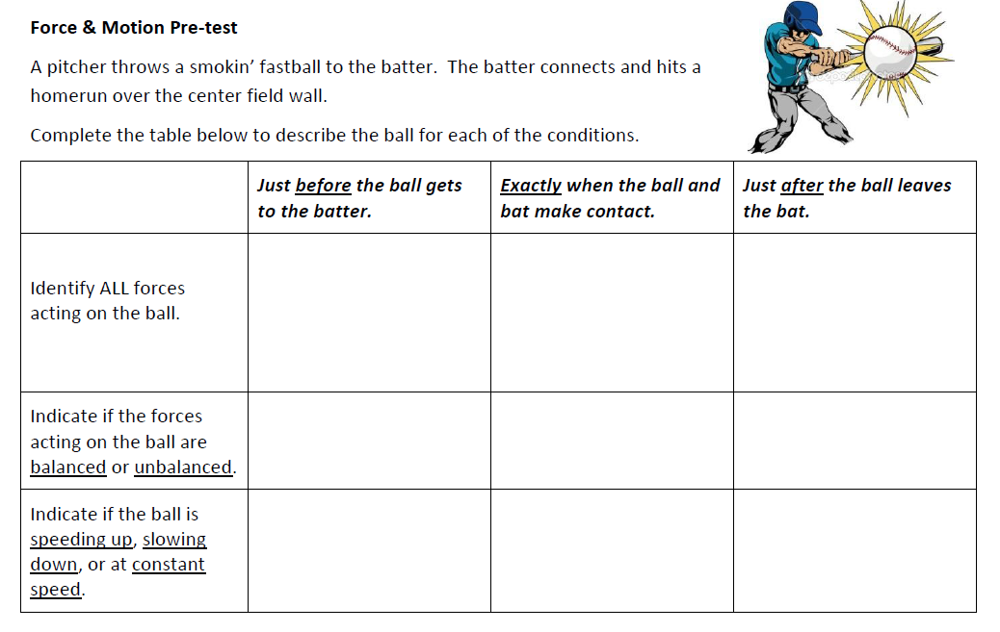 Force & Motion Pre-test
A pitcher throws a smokin’ fastball to the batter.  The batter connects and hits a
homerun over the center field wall.
Complete the table below to describe the ball for each of the conditions.
Just before the ball gets
to the batter.
Exactly when the ball and
bat make contact.
Just after the ball leaves
the bat.
Identify ALL forces
acting on the ball.
Indicate if the forces
acting on the ball are
balanced or unbalanced.
Indicate if the ball is
speeding up, slowing
down, or at constant
speed.